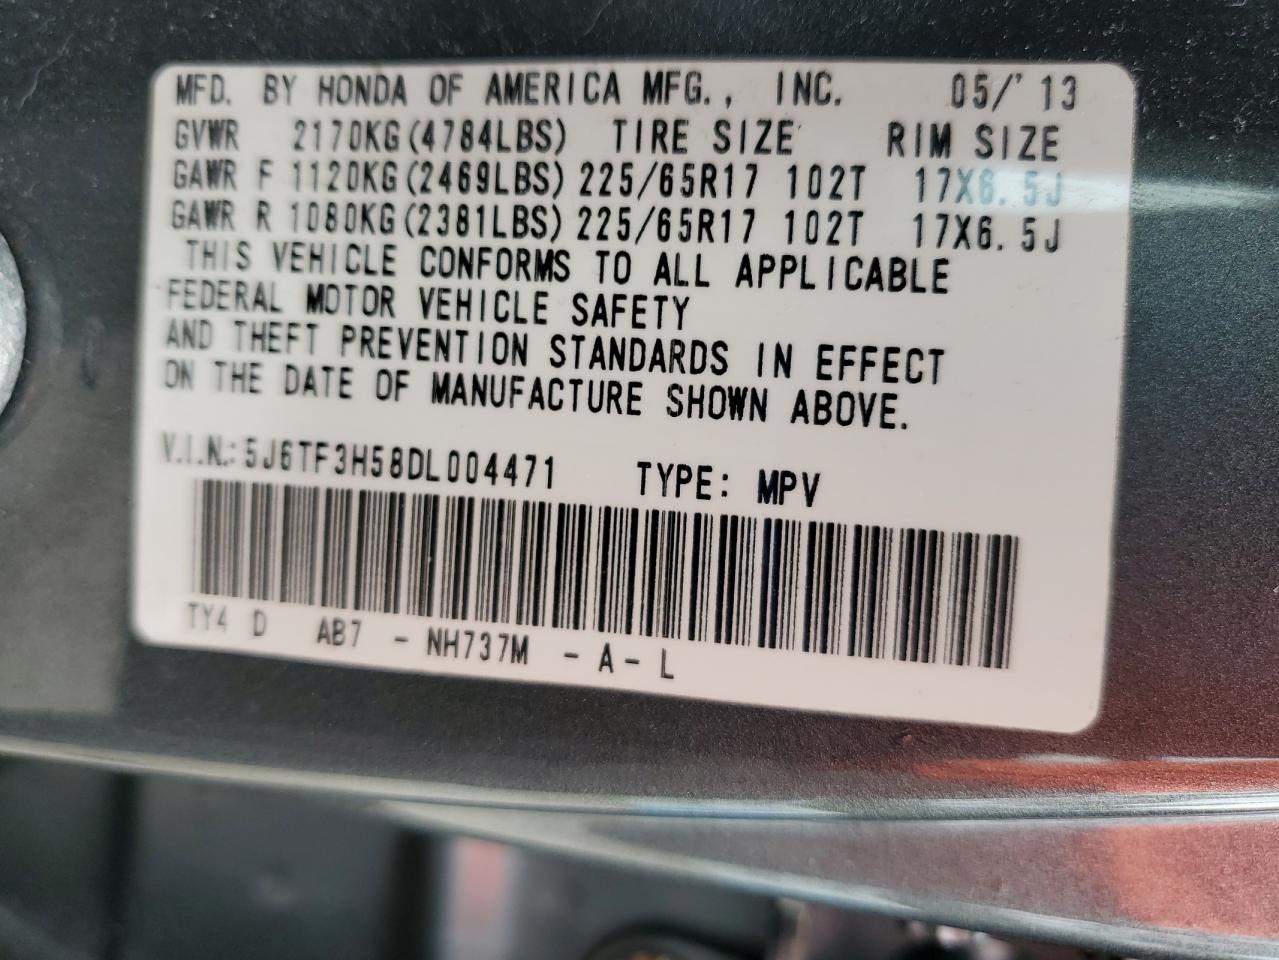 MFD. BY HONDA OF AMERICA MFG., INC. 05/'13
GVWR 2170KG(4784LBS) TIRE SIZE RIM SIZE
GAWR F 1120KG(2469LBS) 225/65R17 102T 17X6.5J
GAWR R 1080KG(2381LBS) 225/65R17 102T 17X6.5J
THIS VEHICLE CONFORMS TO ALL APPLICABLE
FEDERAL MOTOR VEHICLE SAFETY
AND THEFT PREVENTION STANDARDS IN EFFECT
ON THE DATE OF MANUFACTURE SHOWN ABOVE.
V.I.N.: 5J6TF3H58DL004471 TYPE: MPV
TY4 D AB7 - NH737M - A - L